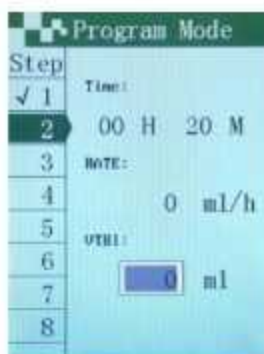 Program Mode
Step
√ 1
2
3
4
5
6
7
8
Time:
00 H 20 M
RATE:
0 ml/h
VTBI:
0 ml